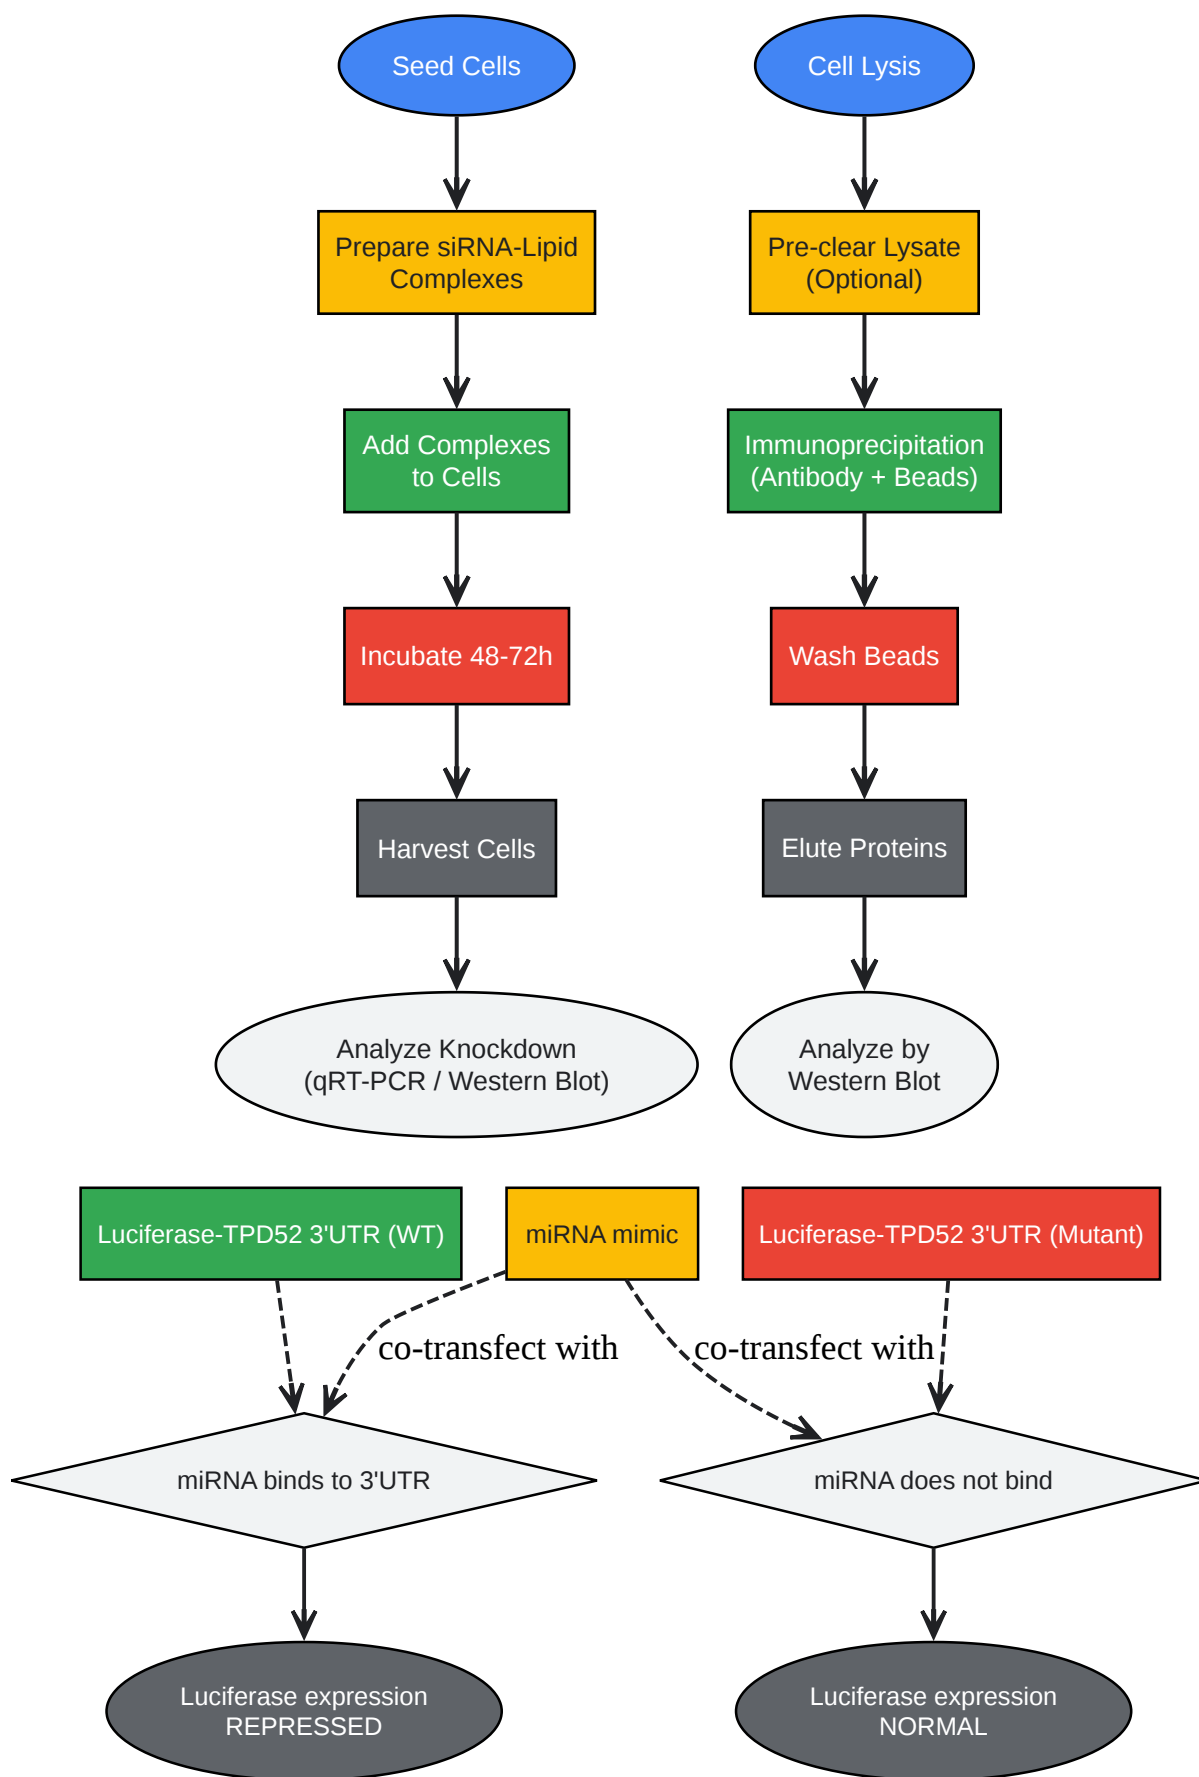 Seed Cells
Prepare siRNA-Lipid
Complexes
Add Complexes
to Cells
Incubate 48-72h
Harvest Cells
Analyze Knockdown
(qRT-PCR / Western Blot)
Cell Lysis
Pre-clear Lysate
(Optional)
Immunoprecipitation
(Antibody + Beads)
Wash Beads
Elute Proteins
Analyze by
Western Blot
Luciferase-TPD52 3'UTR (WT)
miRNA mimic
Luciferase-TPD52 3'UTR (Mutant)
co-transfect with
co-transfect with
miRNA binds to 3'UTR
miRNA does not bind
Luciferase expression
REPRESSED
Luciferase expression
NORMAL